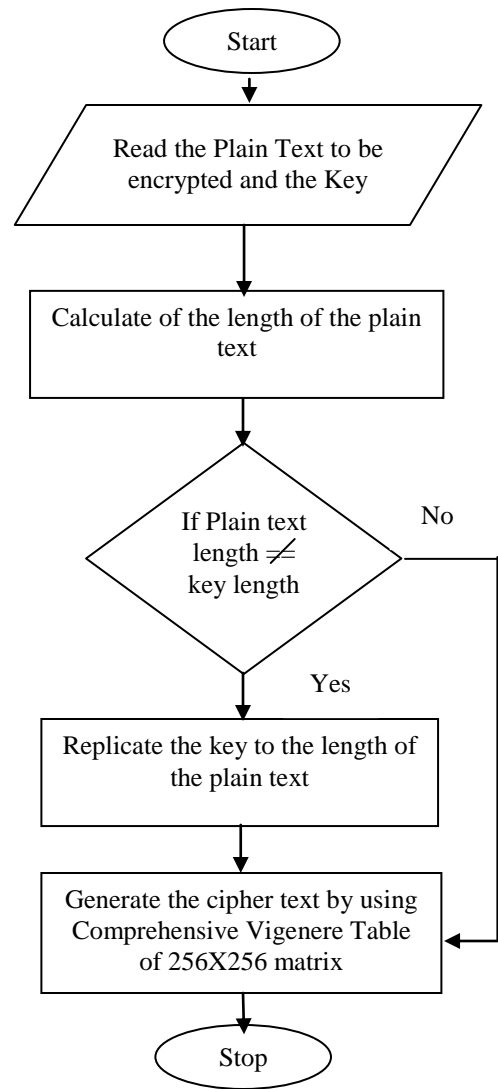 Start
Read the Plain Text to be
encrypted and the Key
Calculate of the length of the plain
text
If Plain text
length ≠
key length
No
Yes
Replicate the key to the length of
the plain text
Generate the cipher text by using
Comprehensive Vigenere Table
of 256X256 matrix
Stop